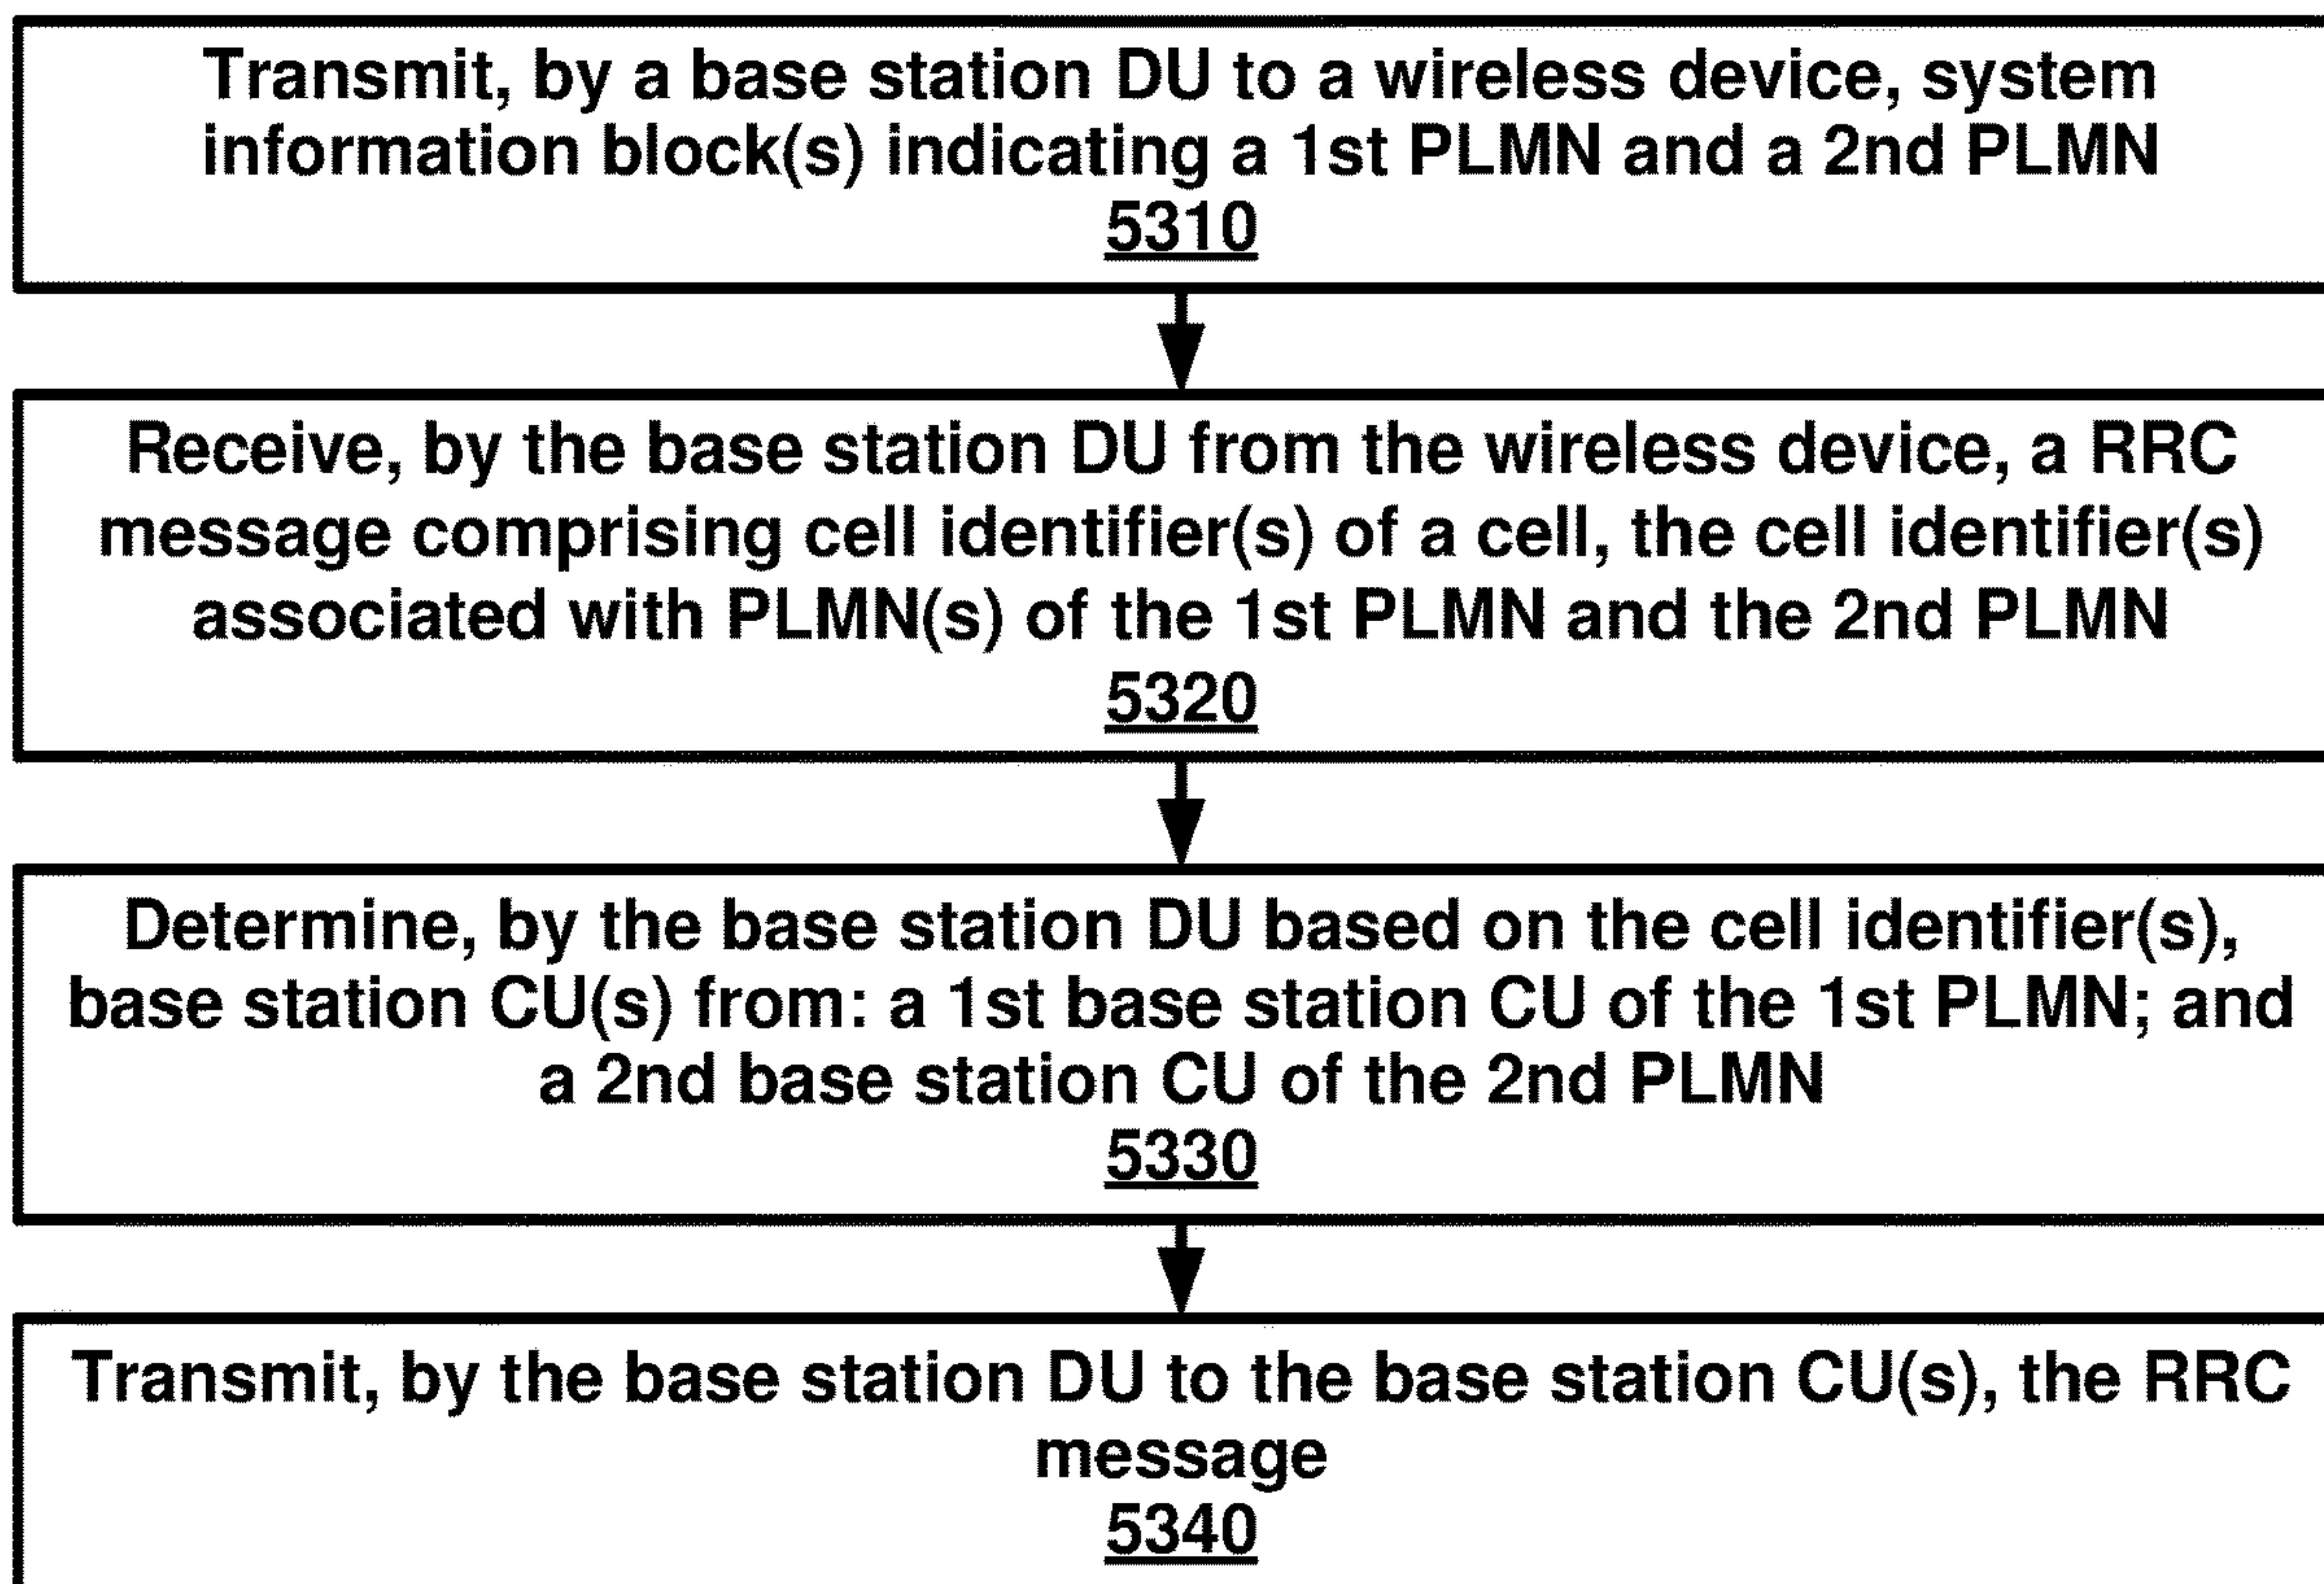 Transmit, by a base station DU to a wireless device, system
information block(s) indicating a 1st PLMN and a 2nd PLMN
5310
Receive, by the base station DU from the wireless device, a RRC
message comprising cell identifier(s) of a cell, the cell identifier(s)
associated with PLMN(s) of the 1st PLMN and the 2nd PLMN
5320
Determine, by the base station DU based on the cell identifier(s),
base station CU(s) from: a 1st base station CU of the 1st PLMN; and
a 2nd base station CU of the 2nd PLMN
5330
Transmit, by the base station DU to the base station CU(s), the RRC
message
5340